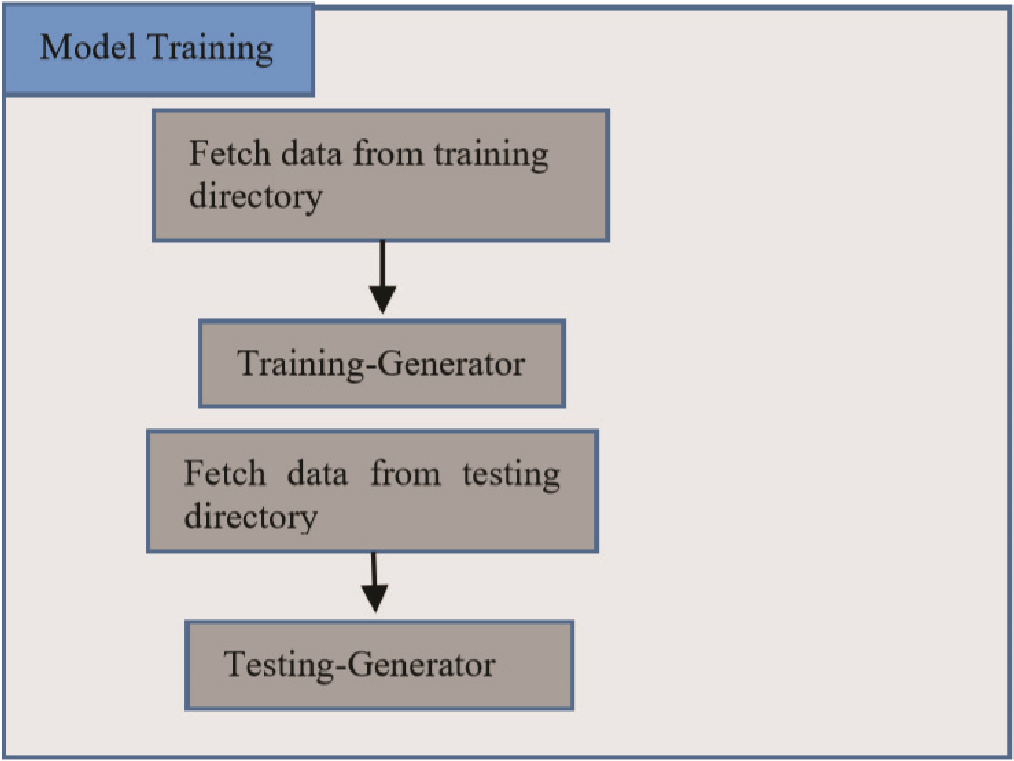 Model Training
Fetch data from training
directory
Training-Generator
Fetch data from testing
directory
Testing-Generator